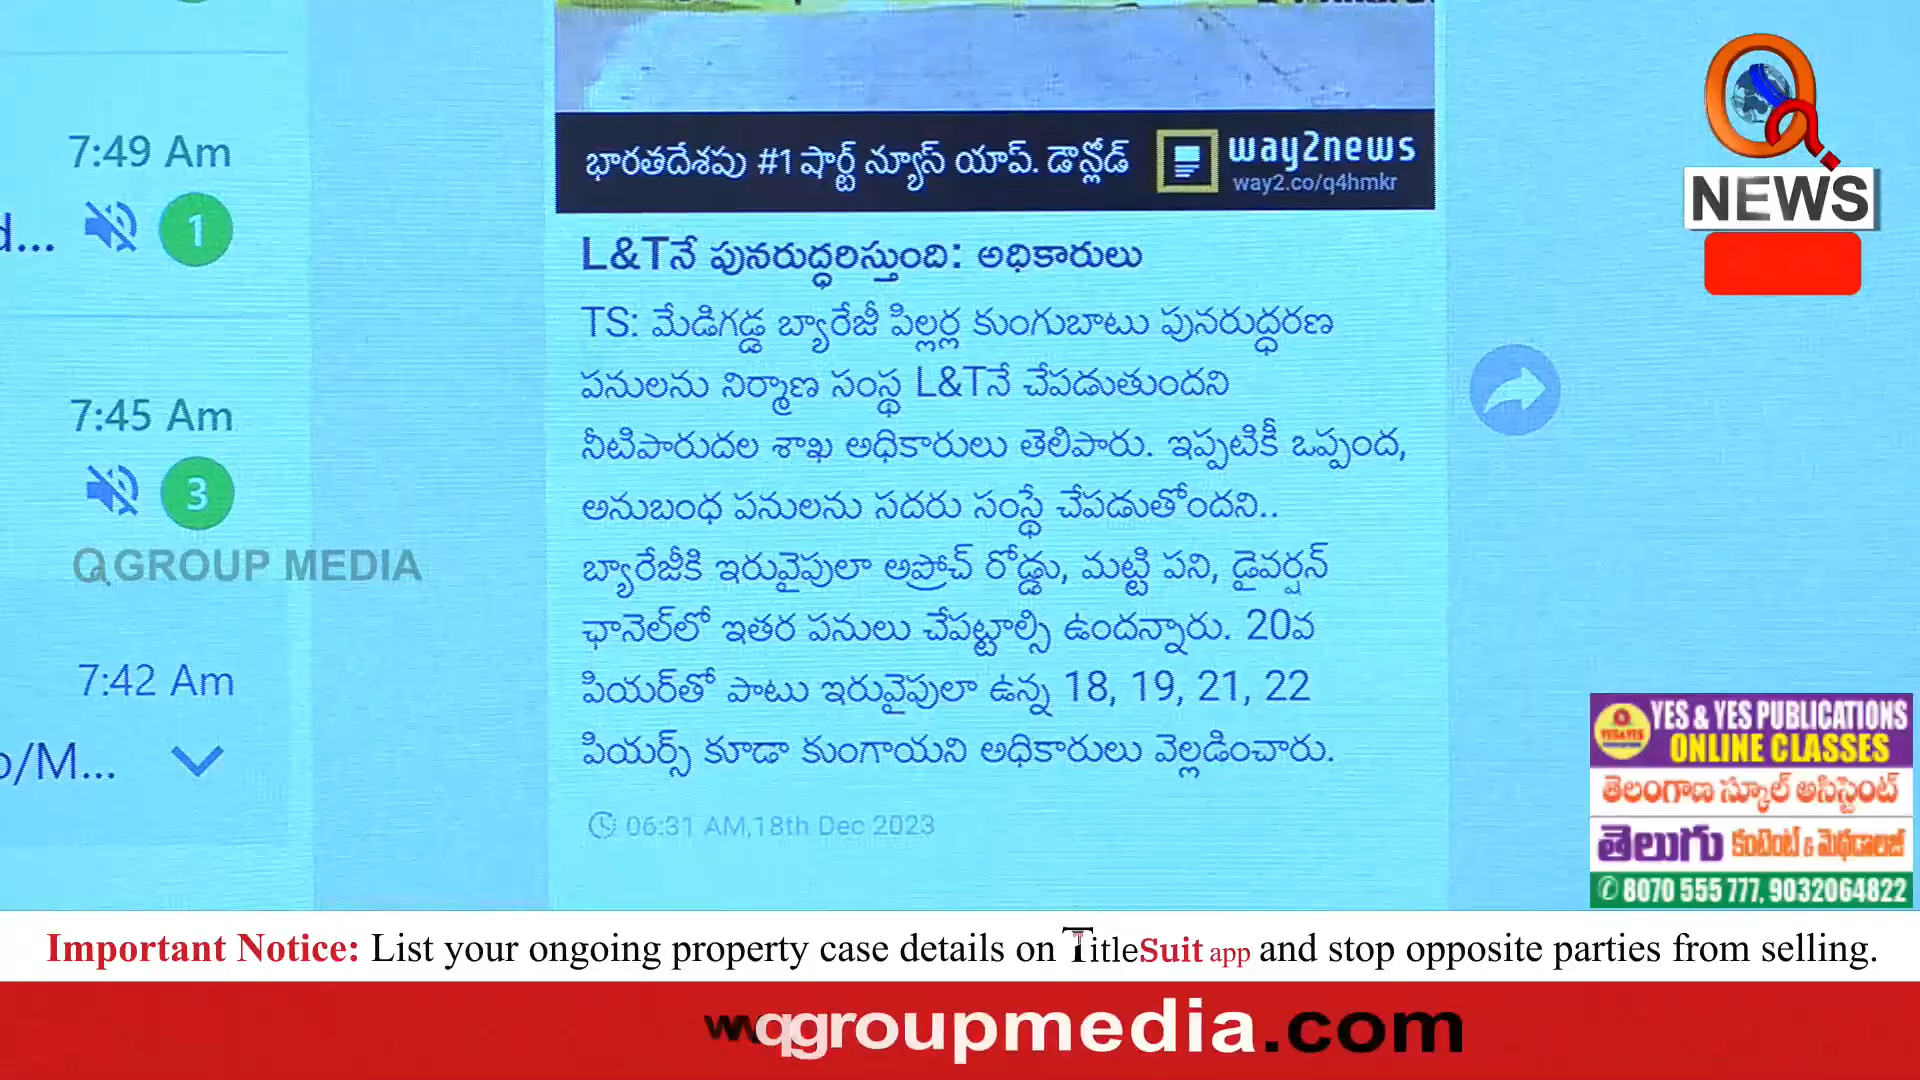 7:49 Am
1
d...
7:45 Am
3
QGROUP MEDIA
7:42 Am
o/M...
భారతదేశపు #1 షార్ట్ న్యూస్ యాప్. డౌన్లోడ్
way2news
way2.co/q4hmkr
L&Tనే పునరుద్ధరిస్తుంది: అధికారులు
TS: మేడిగడ్డ బ్యారేజీ పిల్లర్ల కుంగుబాటు పునరుద్ధరణ
పనులను నిర్మాణ సంస్థ L&Tనే చేపడుతుందని
నీటిపారుదల శాఖ అధికారులు తెలిపారు. ఇప్పటికీ ఒప్పంద,
అనుబంధ పనులను సదరు సంస్థే చేపడుతోందని..
బ్యారేజీకి ఇరువైపులా అప్రోచ్ రోడ్డు, మట్టి పని, డైవర్షన్
ఛానెల్‌లో ఇతర పనులు చేపట్టాల్సి ఉందన్నారు. 20వ
పియర్‌తో పాటు ఇరువైపులా ఉన్న 18, 19, 21, 22
పియర్స్ కూడా కుంగాయని అధికారులు వెల్లడించారు.
06:31 AM,18th Dec 2023
Q
NEWS
YES & YES PUBLICATIONS
ONLINE CLASSES
తెలంగాణ స్కూల్ అసిస్టెంట్
తెలుగు కంటెంట్ & మెథడాలజీ
8070 555 777, 9032064822
Important Notice: List your ongoing property case details on TitleSuit app and stop opposite parties from selling.
qgroupmedia.com